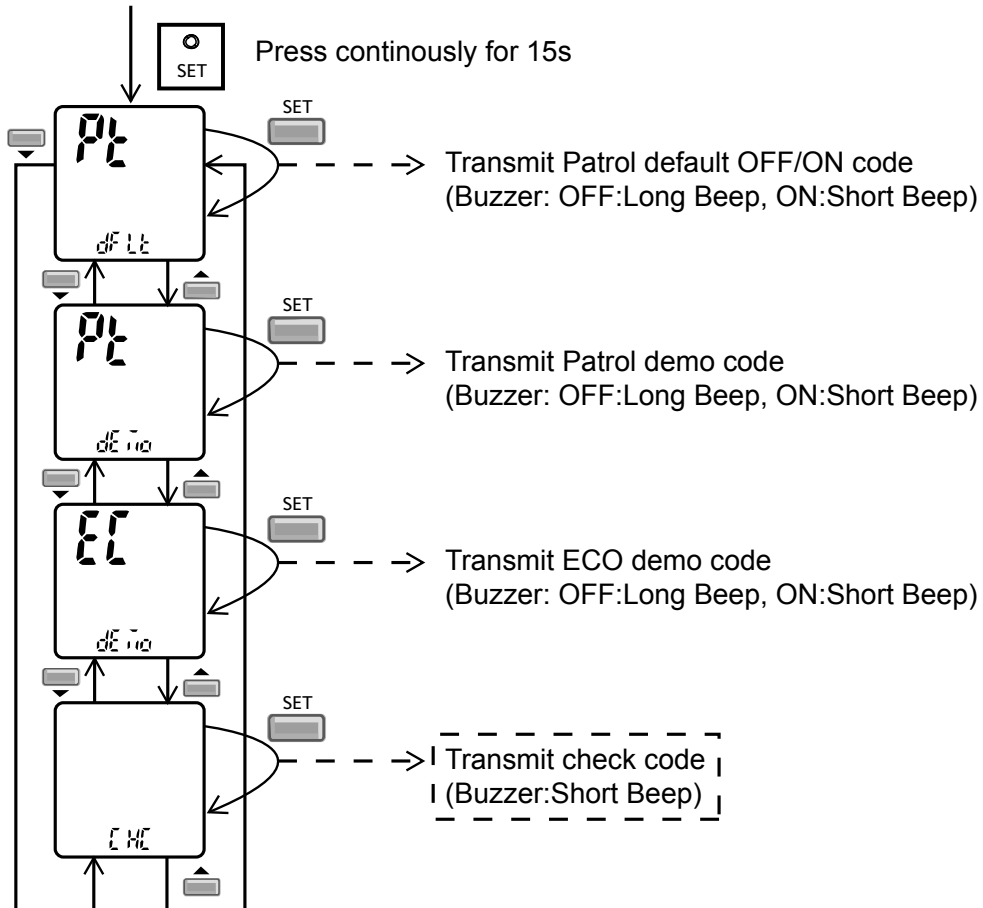 SET
Press continously for 15s
Pt
SET
Transmit Patrol default OFF/ON code
(Buzzer: OFF:Long Beep, ON:Short Beep)
dFLt
Pt
SET
Transmit Patrol demo code
(Buzzer: OFF:Long Beep, ON:Short Beep)
dEmo
EC
SET
Transmit ECO demo code
(Buzzer: OFF:Long Beep, ON:Short Beep)
dEmo
SET
Transmit check code
(Buzzer:Short Beep)
CHC